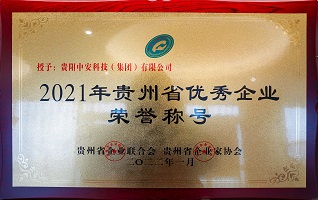 授予：贵阳中安科技（集团）有限公司
2021年贵州省优秀企业
荣誉称号
贵州省企业联合会 贵州省企业家协会
二〇二二年一月